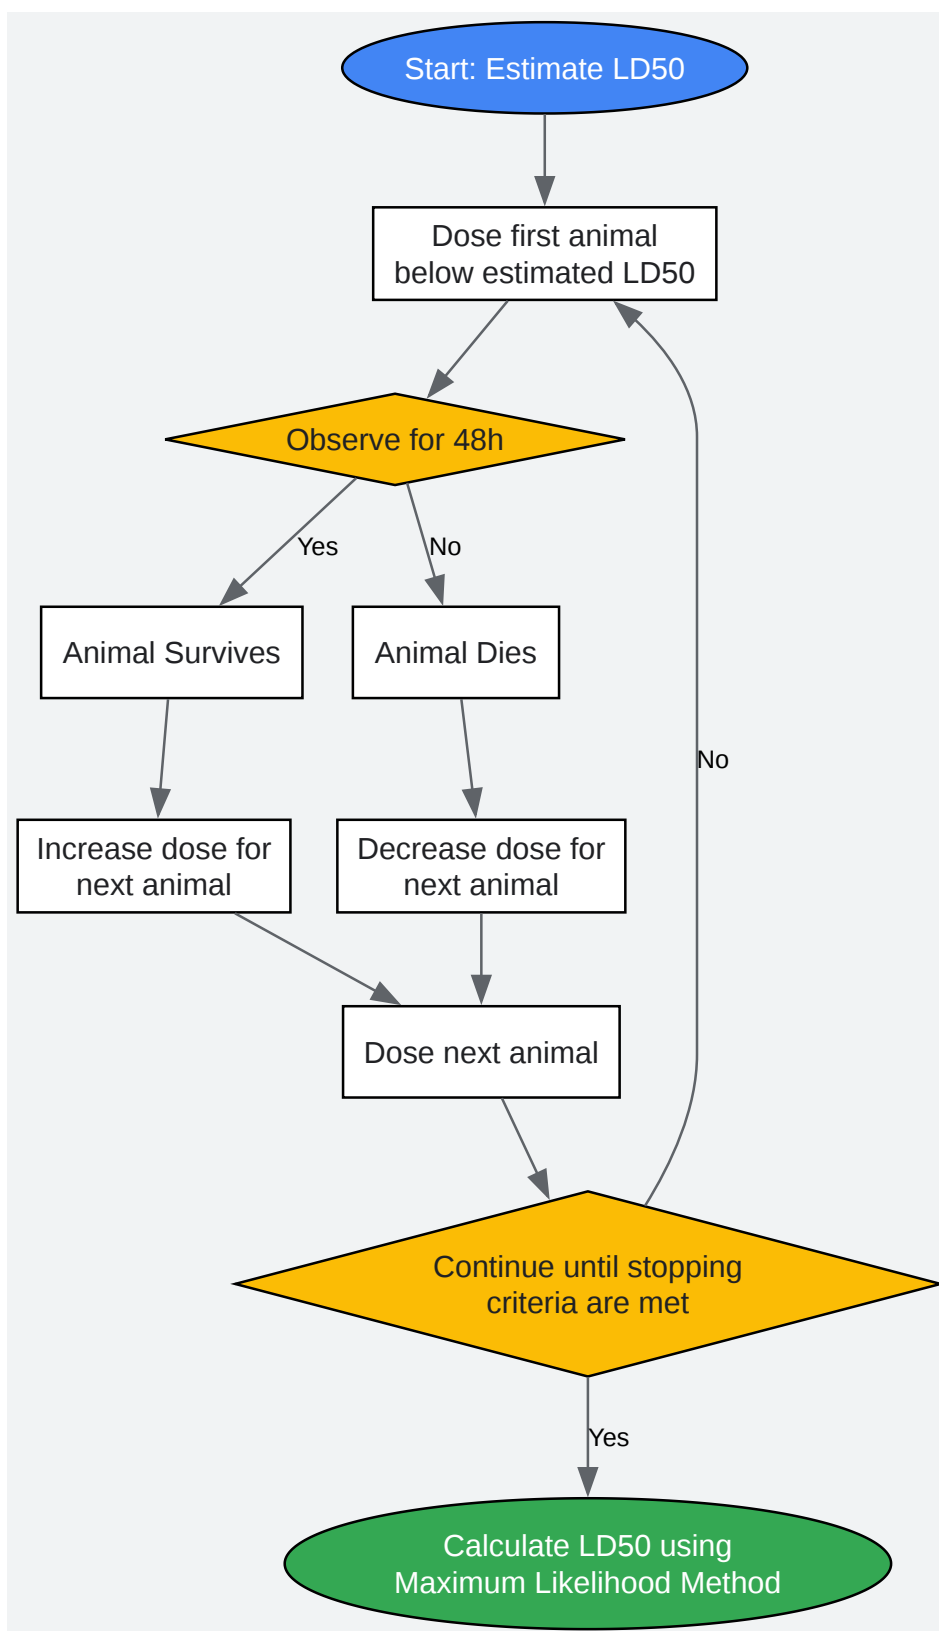 Start: Estimate LD50
Dose first animal
below estimated LD50
Observe for 48h
Yes
No
Animal Survives
Animal Dies
No
Increase dose for
next animal
Decrease dose for
next animal
Dose next animal
Continue until stopping
criteria are met
Yes
Calculate LD50 using
Maximum Likelihood Method